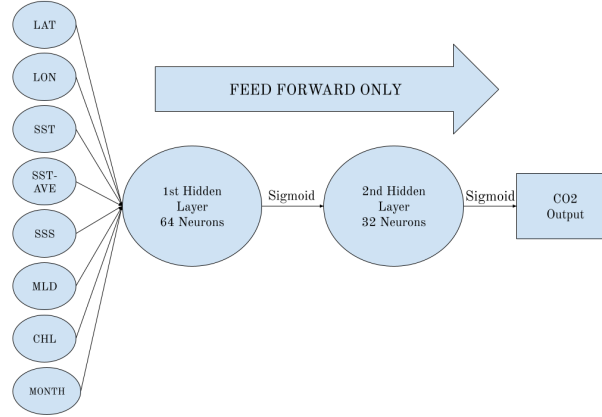 LAT
LON
SST
SST-
AVE
SSS
MLD
CHL
MONTH
FEED FORWARD ONLY
1st Hidden
Layer
64 Neurons
Sigmoid
2nd Hidden
Layer
32 Neurons
Sigmoid
CO2
Output